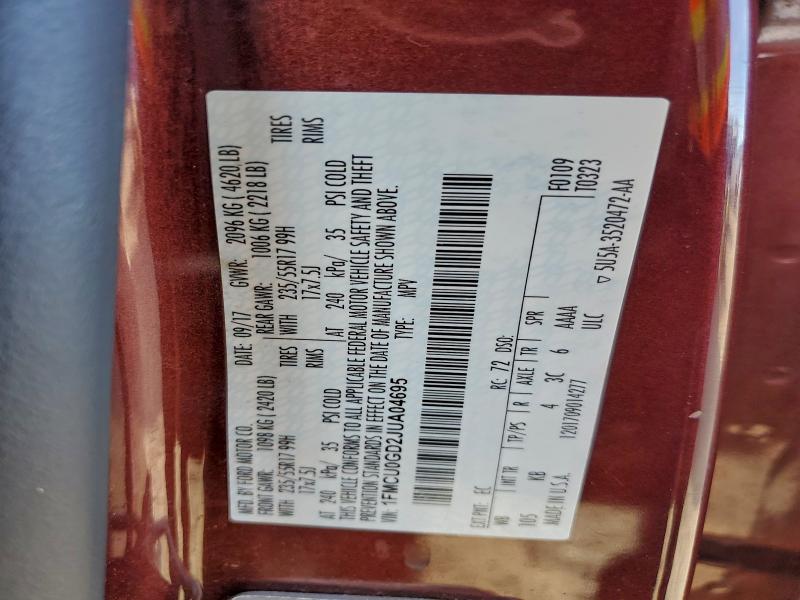 MFD. BY FORD MOTOR CO. DATE: 09/17 GVWR: 2096 KG ( 4620 LB)
FRONT GAWR: 1098 KG ( 2420 LB) REAR GAWR: 1006 KG ( 2218 LB)
WITH 235/55R17 99H TIRES WITH 235/55R17 99H TIRES
17x7.5J RIMS 17x7.5J RIMS
AT 240 kPa/ 35 PSI COLD AT 240 kPa/ 35 PSI COLD
THIS VEHICLE CONFORMS TO ALL APPLICABLE FEDERAL MOTOR VEHICLE SAFETY AND THEFT
PREVENTION STANDARDS IN EFFECT ON THE DATE OF MANUFACTURE SHOWN ABOVE.
VIN: 1FMCU0GD2JUA04695 TYPE: MPV
EXT PNT: EC RC: 72 DSO: F0109
WB INT TR TP/PS R AXLE TR SPR T0323
105 KB 4 3C 6 AAAA
MADE IN U.S.A. 1201709014277 ULC
▽ 5U5A-3520472-AA